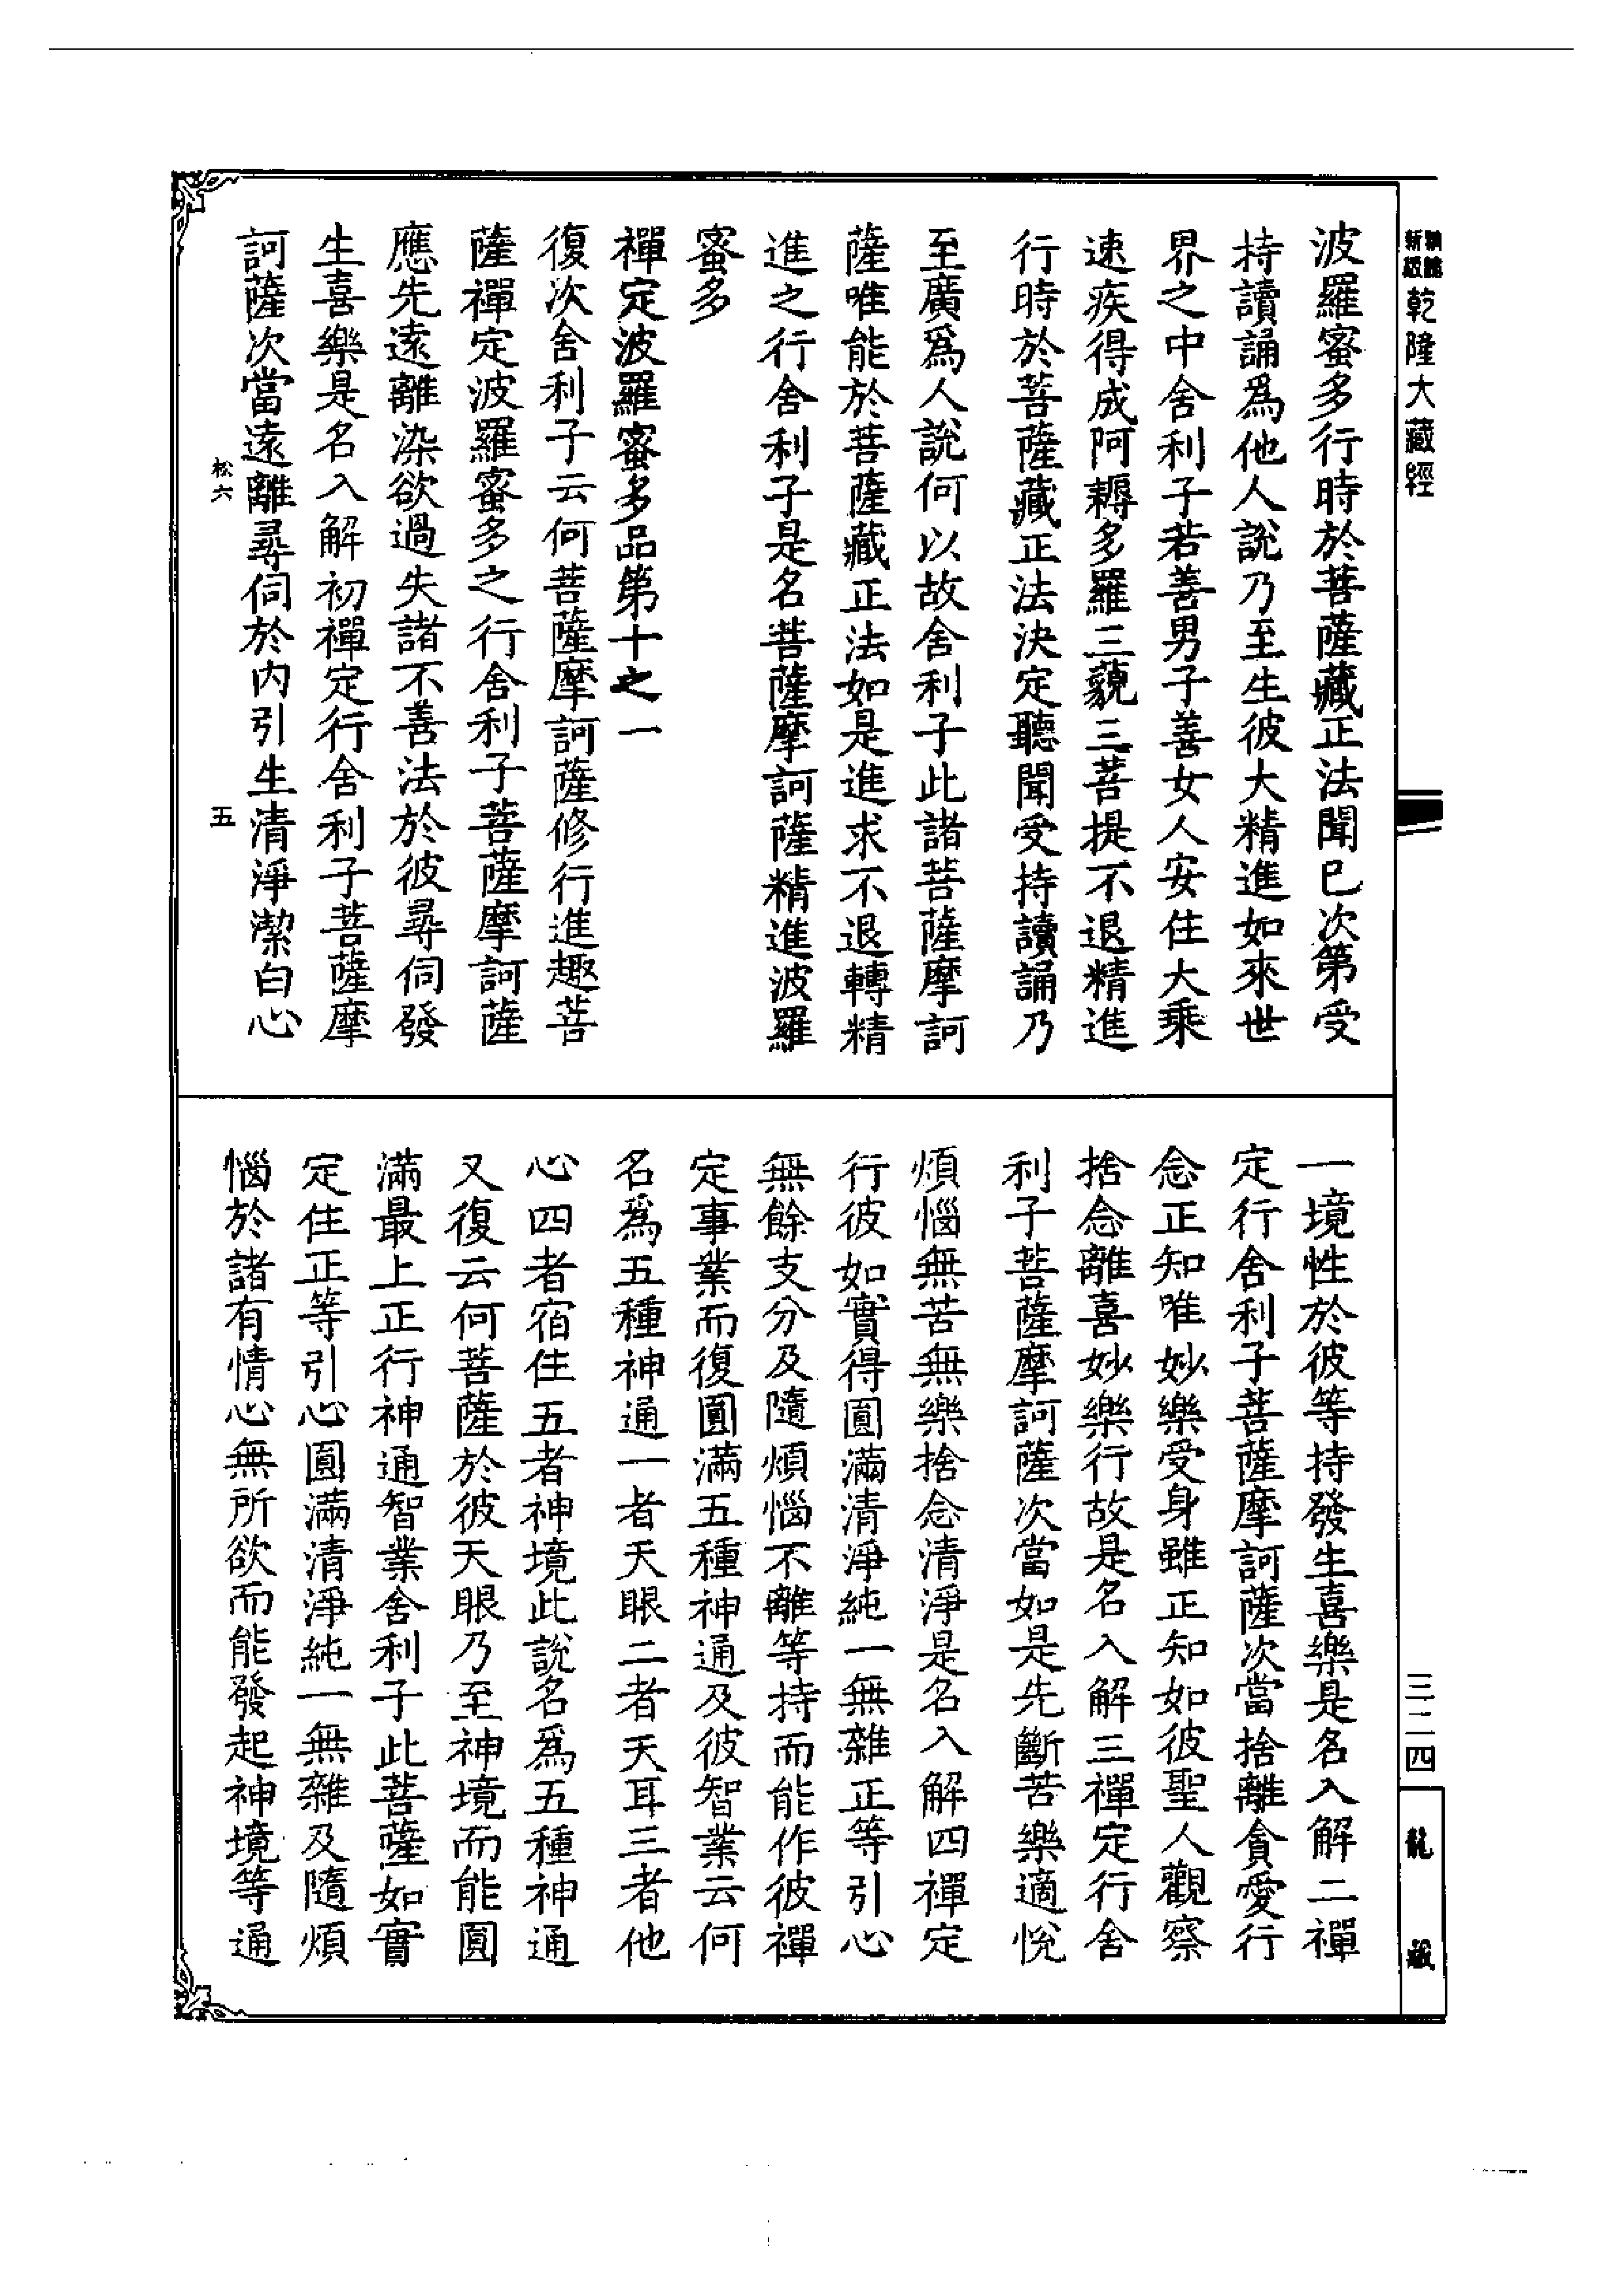 乾隆大藏經
三二四
波羅蜜多行時於菩薩藏正法聞已次第受
持讀誦爲他人說乃至生彼大精進如來世
界之中舍利子若善男子善女人安住大乘
速疾得成阿耨多羅三藐三菩提不退精進
行時於菩薩藏正法決定聽聞受持讀誦乃
至廣爲人說何以故舍利子此諸菩薩摩訶
薩唯能於菩薩藏正法如是進求不退轉精
進之行舍利子是名菩薩摩訶薩精進波羅
蜜多
禪定波羅蜜多品第十之一
復次舍利子云何菩薩摩訶薩修行進趣菩
薩禪定波羅蜜多之行舍利子菩薩摩訶薩
應先遠離染欲過失諸不善法於彼尋伺發
生喜樂是名入解初禪定行舍利子菩薩摩
訶薩次當遠離尋伺於內引生清淨潔白心
松六
五
一境性於彼等持發生喜樂是名入解二禪
定行舍利子菩薩摩訶薩次當捨離貪愛行
念正知唯妙樂受身雖正知如彼聖人觀察
捨念離喜妙樂行故是名入解三禪定行舍
利子菩薩摩訶薩次當如是先斷苦樂適悅
煩惱無苦無樂捨念清淨是名入解四禪定
行彼如實得圓滿清淨純一無雜正等引心
無餘支分及隨煩惱不離等持而能作彼禪
定事業而復圓滿五種神通及彼智業云何
名爲五種神通一者天眼二者天耳三者他
心四者宿住五者神境此說名爲五種神通
又復云何菩薩於彼天眼乃至神境而能圓
滿最上正行神通智業舍利子此菩薩如實
定住正等引心圓滿清淨純一無雜及隨煩
惱於諸有情心無所欲而能發起神境等通